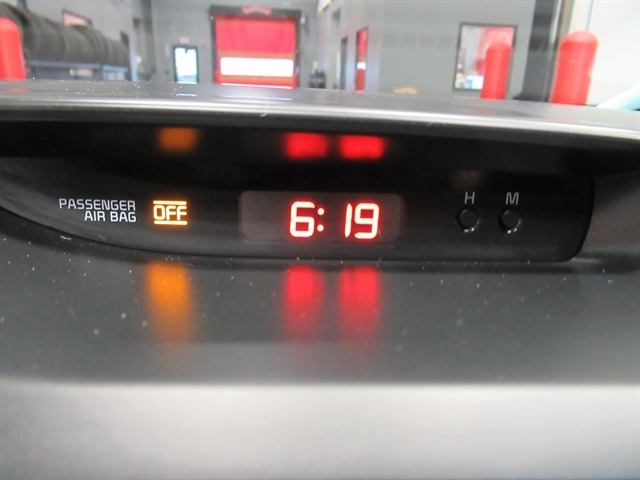 PASSENGER
AIR BAG
OFF
6:19
H M